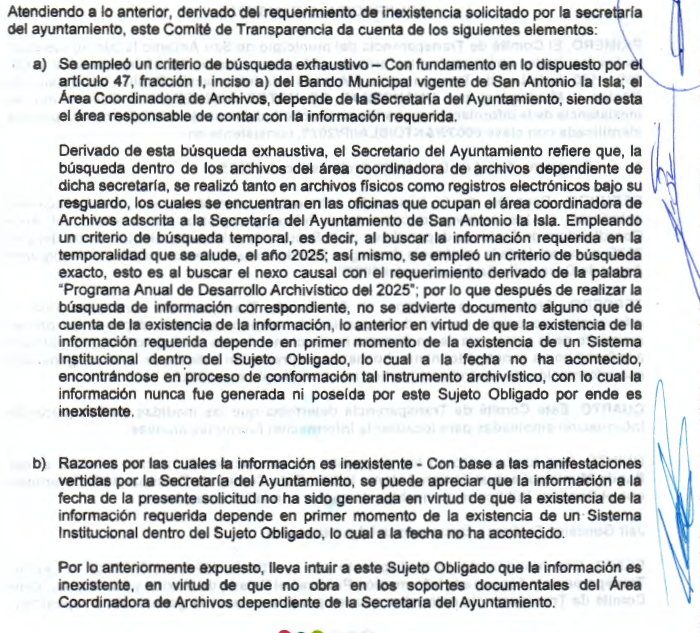 Atendiendo a lo anterior, derivado del requerimiento de inexistencia solicitado por la secretaría
del ayuntamiento, este Comité de Transparencia da cuenta de los siguientes elementos:
a) Se empleó un criterio de búsqueda exhaustivo – Con fundamento en lo dispuesto por el
artículo 47, fracción I, inciso a) del Bando Municipal vigente de San Antonio la Isla; el
Área Coordinadora de Archivos, depende de la Secretaría del Ayuntamiento, siendo esta
el área responsable de contar con la información requerida.
Derivado de esta búsqueda exhaustiva, el Secretario del Ayuntamiento refiere que, la
búsqueda dentro de los archivos del área coordinadora de archivos dependiente de
dicha secretaría, se realizó tanto en archivos físicos como registros electrónicos bajo su
resguardo, los cuales se encuentran en las oficinas que ocupan el área coordinadora de
Archivos adscrita a la Secretaría del Ayuntamiento de San Antonio la Isla. Empleando
un criterio de búsqueda temporal, es decir, al buscar la información requerida en la
temporalidad que se alude, el año 2025; así mismo, se empleó un criterio de búsqueda
exacto, esto es al buscar el nexo causal con el requerimiento derivado de la palabra
“Programa Anual de Desarrollo Archivístico del 2025”; por lo que después de realizar la
búsqueda de información correspondiente, no se advierte documento alguno que dé
cuenta de la existencia de la información, lo anterior en virtud de que la existencia de la
información requerida depende en primer momento de la existencia de un Sistema
Institucional dentro del Sujeto Obligado, lo cual a la fecha no ha acontecido,
encontrándose en proceso de conformación tal instrumento archivístico, con lo cual la
información nunca fue generada ni poseída por este Sujeto Obligado por ende es
inexistente.
b) Razones por las cuales la información es inexistente - Con base a las manifestaciones
vertidas por la Secretaría del Ayuntamiento, se puede apreciar que la información a la
fecha de la presente solicitud no ha sido generada en virtud de que la existencia de la
información requerida depende en primer momento de la existencia de un Sistema
Institucional dentro del Sujeto Obligado, lo cual a la fecha no ha acontecido.
Por lo anteriormente expuesto, lleva intuir a este Sujeto Obligado que la información es
inexistente, en virtud de que no obra en los soportes documentales del Área
Coordinadora de Archivos dependiente de la Secretaría del Ayuntamiento.